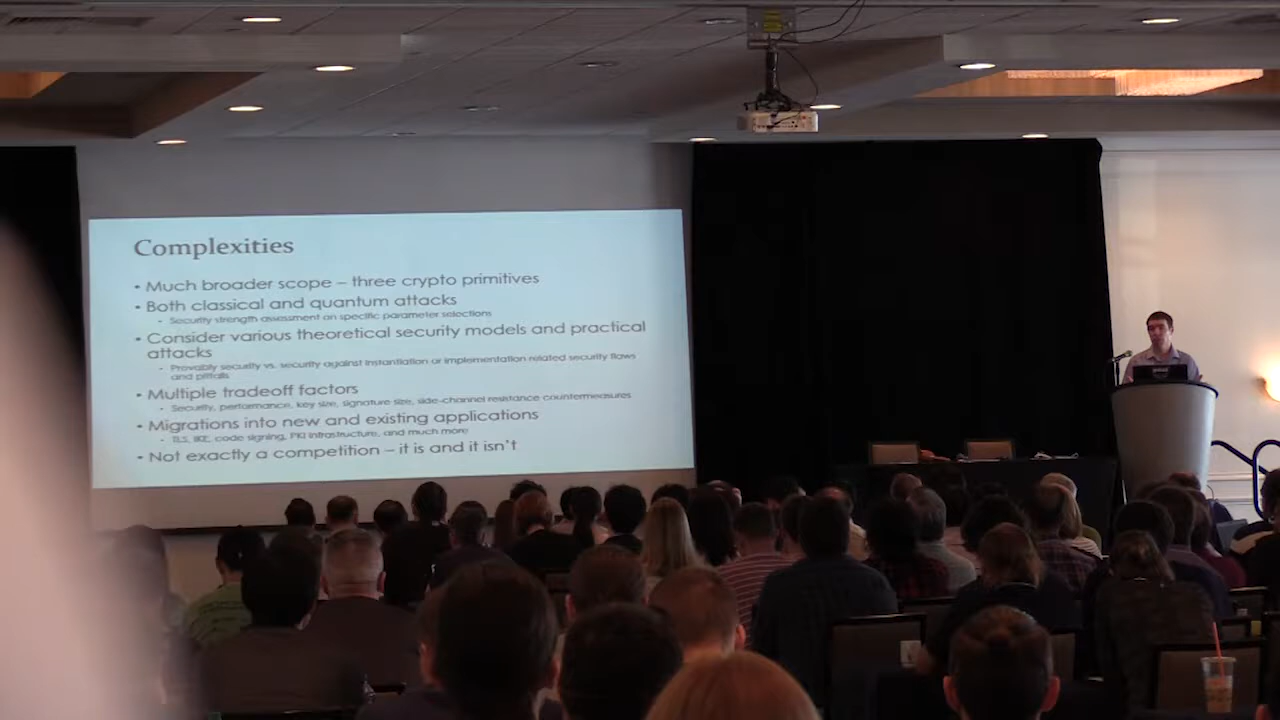 Complexities
• Much broader scope – three crypto primitives
• Both classical and quantum attacks
- Security strength assessment on specific parameter selections
• Consider various theoretical security models and practical
attacks
- Provably security vs. security against instantiation or implementation related security flaws
and pitfalls
• Multiple tradeoff factors
- Security, performance, key size, signature size, side-channel resistance countermeasures
• Migrations into new and existing applications
- TLS, IKE, code signing, PKI infrastructure, and much more
• Not exactly a competition – it is and it isn't